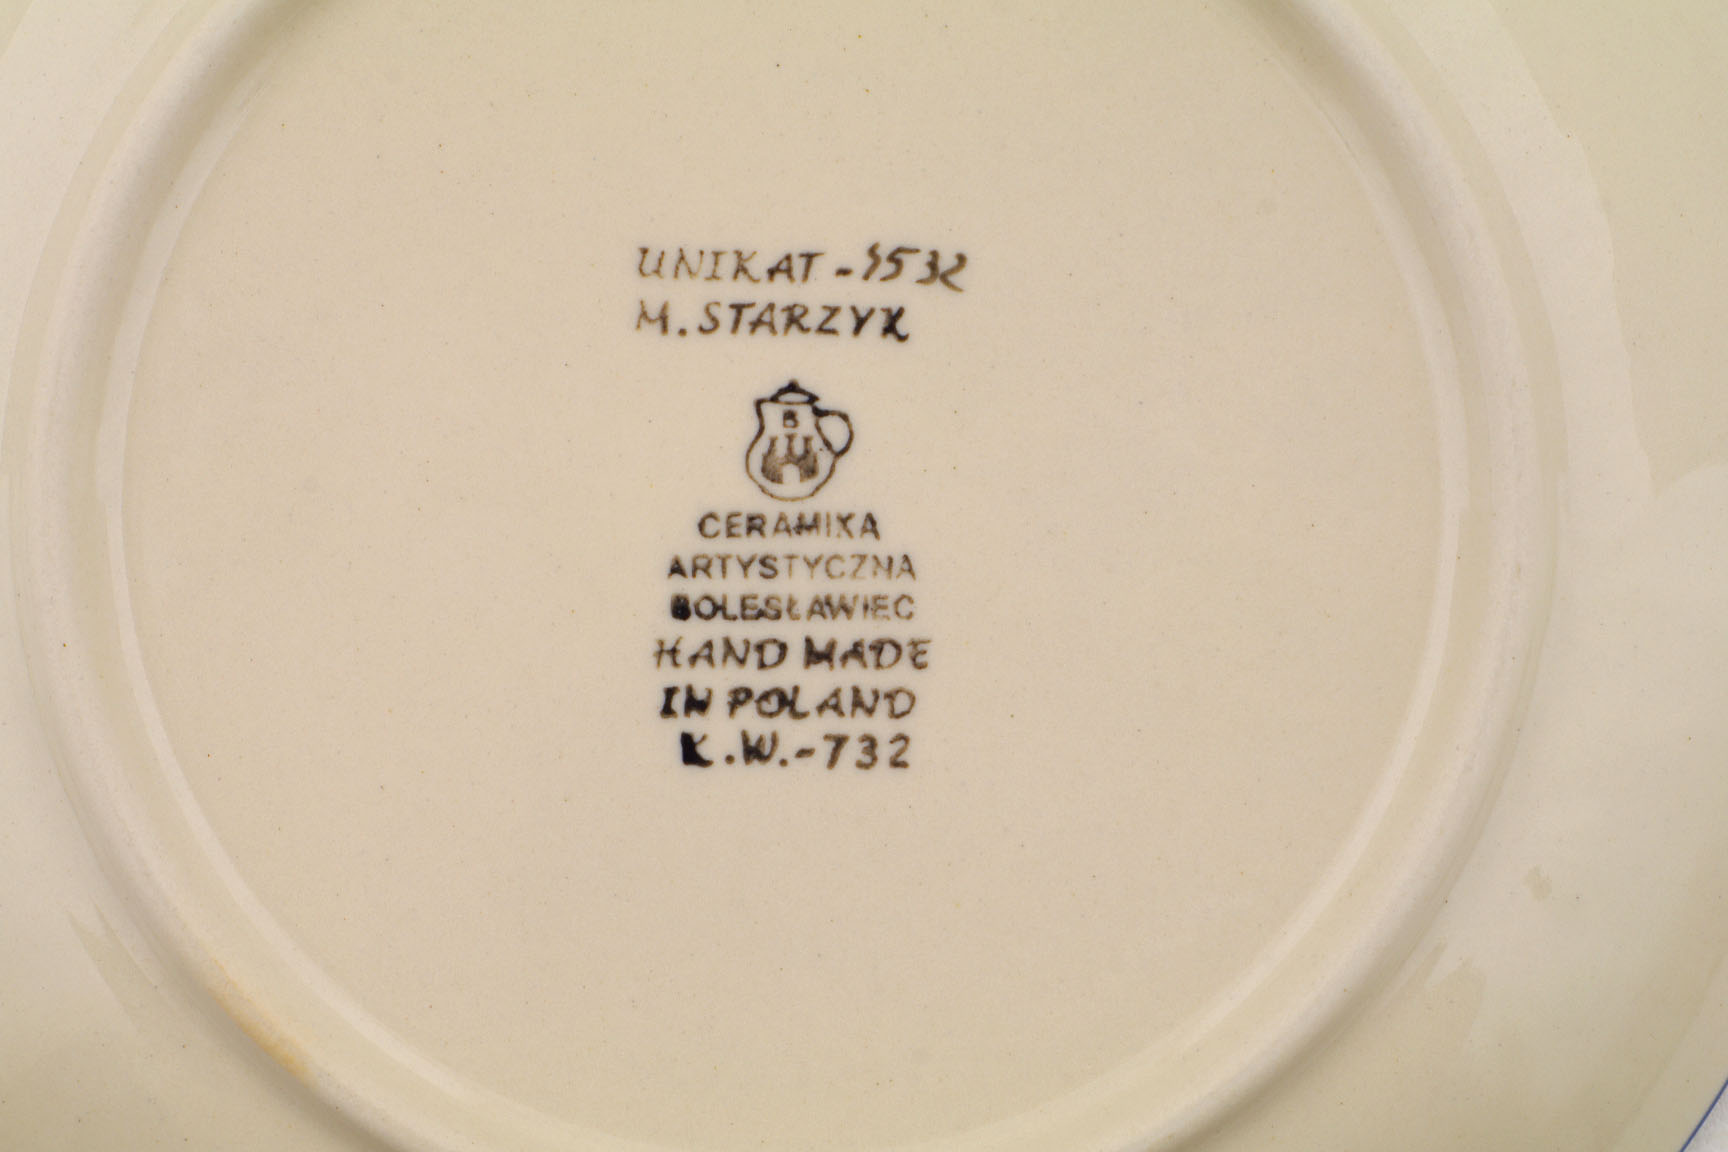 UNIKAT - 1532
M. STARZYK
B
CERAMIKA
ARTYSTYCZNA
BOLESŁAWIEC
HAND MADE
IN POLAND
K.W.-732